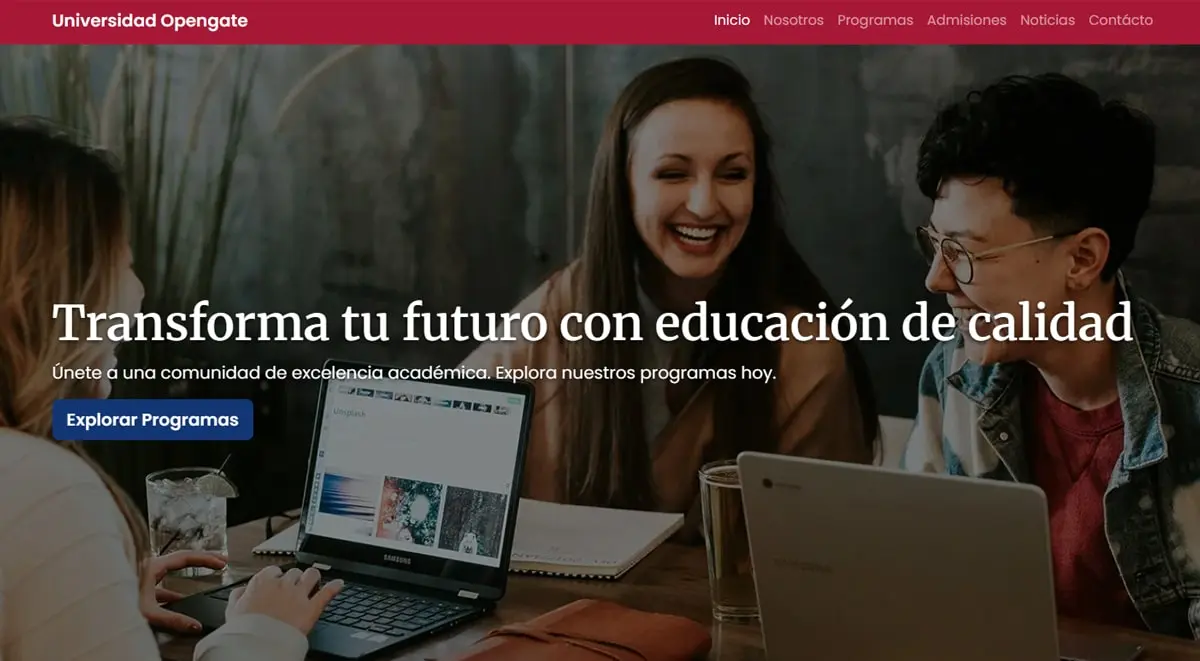 Universidad Opengate
Inicio Nosotros Programas Admisiones Noticias Contácto
Transforma tu futuro con educación de calidad
Únete a una comunidad de excelencia académica. Explora nuestros programas hoy.
Explorar Programas
unsplash
SAMSUNG